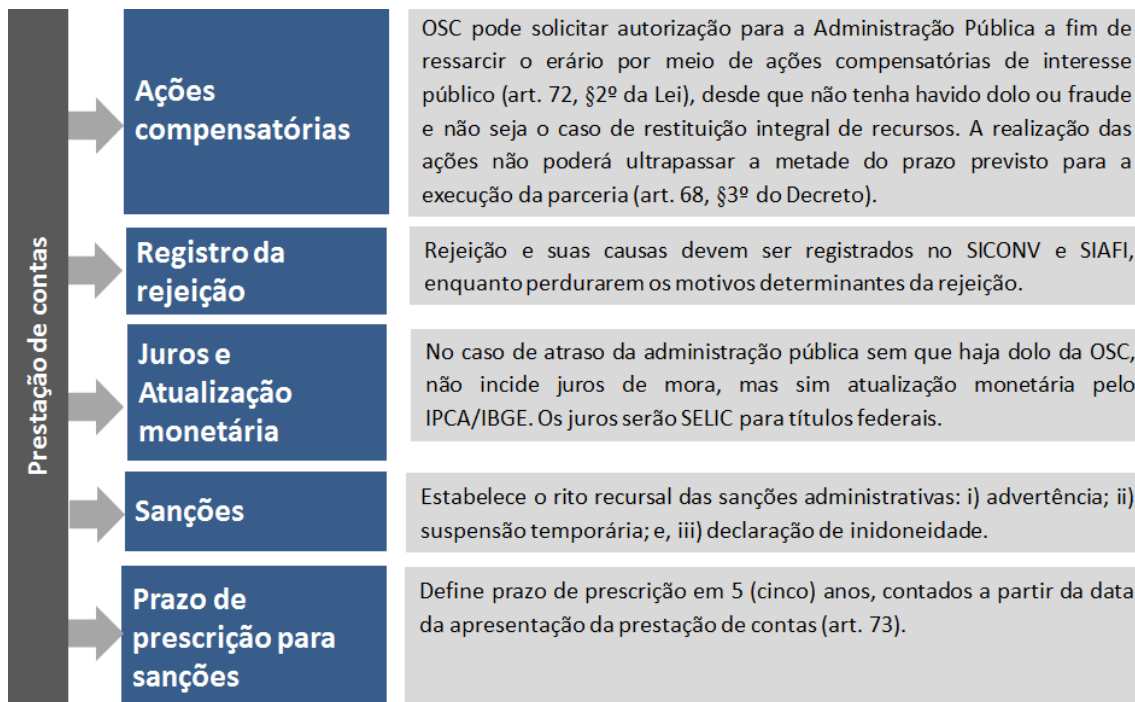 Prestação de contas
Ações
compensatórias
OSC pode solicitar autorização para a Administração Pública a fim de
ressarcir o erário por meio de ações compensatórias de interesse
público (art. 72, §2º da Lei), desde que não tenha havido dolo ou fraude
e não seja o caso de restituição integral de recursos. A realização das
ações não poderá ultrapassar a metade do prazo previsto para a
execução da parceria (art. 68, §3º do Decreto).
Registro da
rejeição
Rejeição e suas causas devem ser registrados no SICONV e SIAFI,
enquanto perdurarem os motivos determinantes da rejeição.
Juros e
Atualização
monetária
No caso de atraso da administração pública sem que haja dolo da OSC,
não incide juros de mora, mas sim atualização monetária pelo
IPCA/IBGE. Os juros serão SELIC para títulos federais.
Sanções
Estabelece o rito recursal das sanções administrativas: i) advertência; ii)
suspensão temporária; e, iii) declaração de inidoneidade.
Prazo de
prescrição para
sanções
Define prazo de prescrição em 5 (cinco) anos, contados a partir da data
da apresentação da prestação de contas (art. 73).